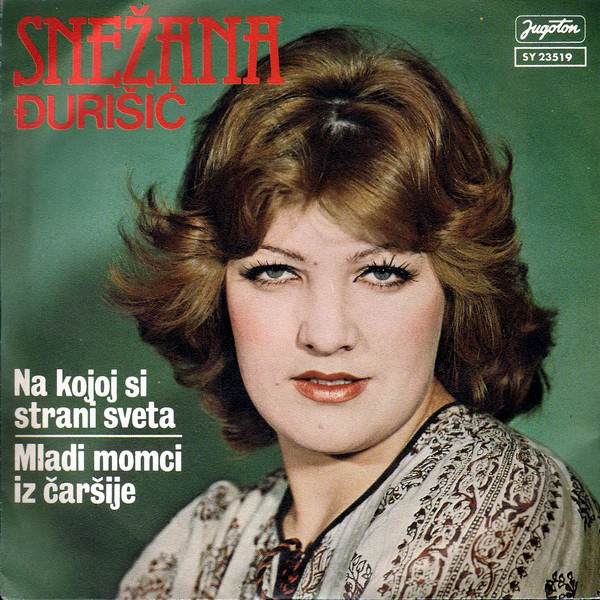 SNEŽANA
ĐURIŠIĆ
Jugoton
SY 23519
Na kojoj si
strani sveta
Mladi momci
iz čaršije